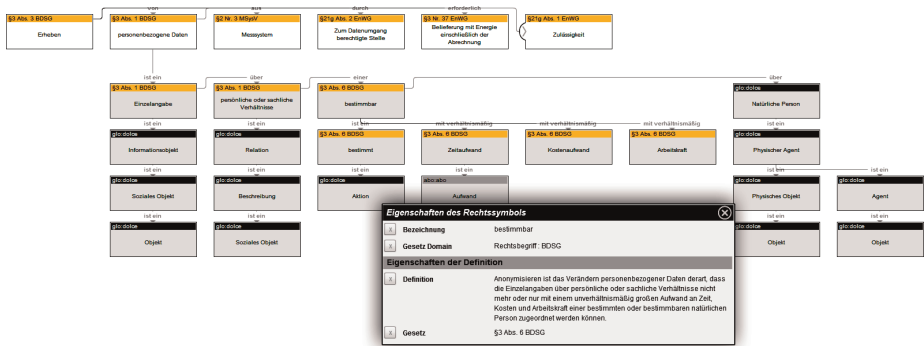 von
aus
durch
erforderlich
§3 Abs. 3 BDSG
§3 Abs. 1 BDSG
§2 Nr. 3 MSysV
§21g Abs. 2 EnWG
§3 Nr. 37 EnWG
§21g Abs. 1 EnWG
Erheben
personenbezogene Daten
Messsystem
Zum Datenumgang
berechtigte Stelle
Belieferung mit Energie
einschließlich der
Abrechnung
Zulässigkeit
ist ein
über
einer
über
§3 Abs. 1 BDSG
§3 Abs. 1 BDSG
§3 Abs. 6 BDSG
glo:dolce
Einzelangabe
persönliche oder sachliche
Verhältnisse
bestimmbar
Natürliche Person
ist ein
ist ein
ist ein
mit verhältnismäßig
mit verhältnismäßig
mit verhältnismäßig
ist ein
glo:dolce
glo:dolce
§3 Abs. 6 BDSG
§3 Abs. 6 BDSG
§3 Abs. 6 BDSG
§3 Abs. 6 BDSG
glo:dolce
Informationsobjekt
Relation
bestimmt
Zeitaufwand
Kostenaufwand
Arbeitskraft
Physischer Agent
ist ein
ist ein
ist ein
ist ein
ist ein
ist ein
glo:dolce
glo:dolce
glo:dolce
abo:abo
glo:dolce
glo:dolce
Soziales Objekt
Beschreibung
Aktion
Aufwand
Physisches Objekt
Agent
ist ein
ist ein
ist ein
ist ein
glo:dolce
glo:dolce
glo:dolce
Objekt
Soziales Objekt
Objekt
Objekt
Eigenschaften des Rechtssymbols
Bezeichnung
bestimmbar
Gesetz Domain
Rechtsbegriff : BDSG
Eigenschaften der Definition
Definition
Anonymisieren ist das Verändern personenbezogener Daten derart, dass
die Einzelangaben über persönliche oder sachliche Verhältnisse nicht
mehr oder nur mit einem unverhältnismäßig großen Aufwand an Zeit,
Kosten und Arbeitskraft einer bestimmten oder bestimmbaren natürlichen
Person zugeordnet werden können.
Gesetz
§3 Abs. 6 BDSG